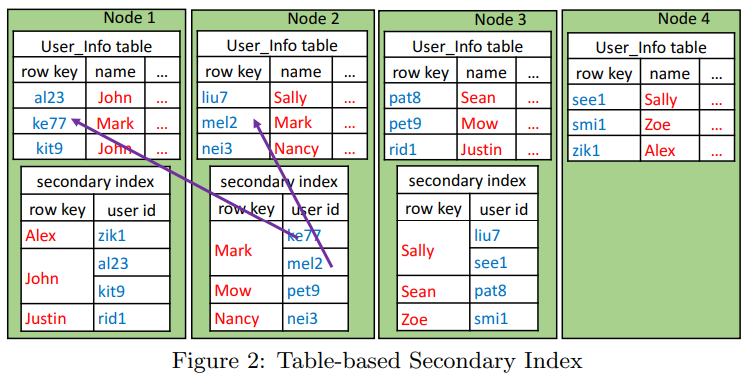 Node 1
User_Info table
row key name ...
al23 John ...
ke77 Mark ...
kit9 John ...
secondary index
row key user id
Alex zik1
John al23
kit9
Justin rid1
Node 2
User_Info table
row key name ...
liu7 Sally ...
mel2 Mark ...
nei3 Nancy ...
secondary index
row key user id
Mark ke77
mel2
Mow pet9
Nancy nei3
Node 3
User_Info table
row key name ...
pat8 Sean ...
pet9 Mow ...
rid1 Justin ...
secondary index
row key user id
Sally liu7
see1
Sean pat8
Zoe smi1
Node 4
User_Info table
row key name ...
see1 Sally ...
smi1 Zoe ...
zik1 Alex ...
Figure 2: Table-based Secondary Index